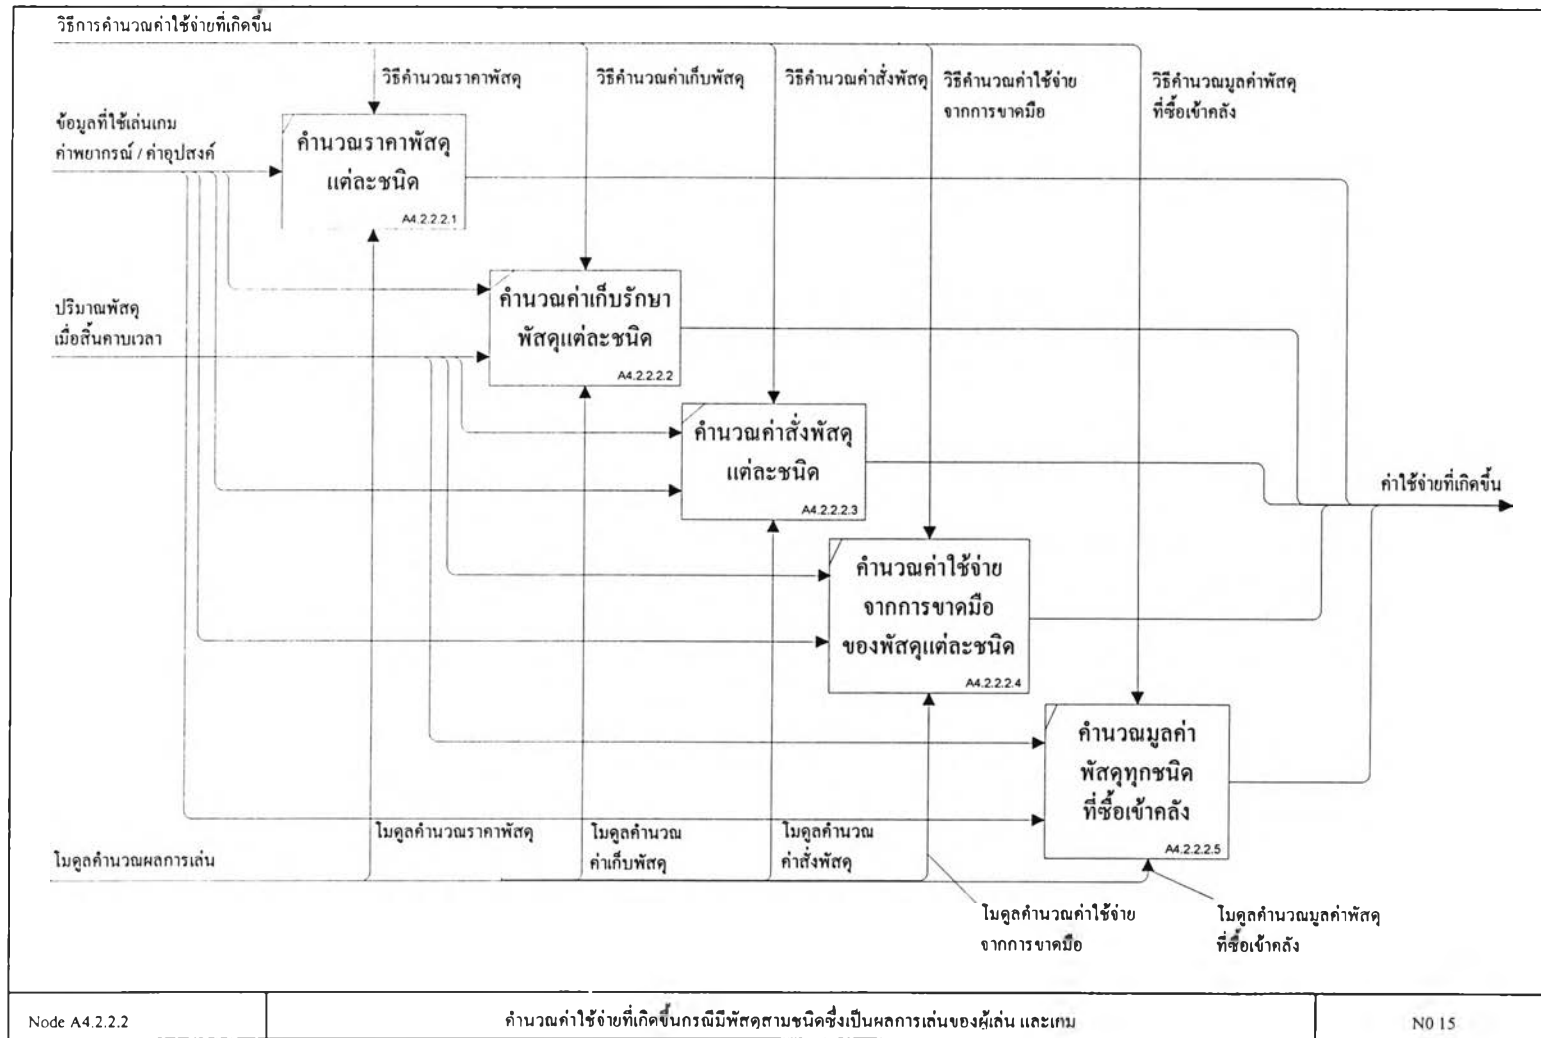 วิธีการคำนวณค่าใช้จ่ายที่เกิดขึ้น
วิธีคำนวณราคาพัสดุ
วิธีคำนวณค่าเก็บพัสดุ
วิธีคำนวณค่าสั่งพัสดุ
วิธีคำนวณค่าใช้จ่าย
จากการขาดมือ
วิธีคำนวณมูลค่าพัสดุ
ที่ซื้อเข้าคลัง
ข้อมูลที่ใช้เล่นเกม
ค่าพยากรณ์ / ค่าอุปสงค์
คำนวณราคาพัสดุ
แต่ละชนิด
A4.2.2.2.1
ปริมาณพัสดุ
เมื่อสิ้นคาบเวลา
คำนวณค่าเก็บรักษา
พัสดุแต่ละชนิด
A4.2.2.2.2
คำนวณค่าสั่งพัสดุ
แต่ละชนิด
A4.2.2.2.3
ค่าใช้จ่ายที่เกิดขึ้น
คำนวณค่าใช้จ่าย
จากการขาดมือ
ของพัสดุแต่ละชนิด
A4.2.2.2.4
คำนวณมูลค่า
พัสดุทุกชนิด
ที่ซื้อเข้าคลัง
A4.2.2.2.5
โมดูลคำนวณผลการเล่น
โมดูลคำนวณราคาพัสดุ
โมดูลคำนวณ
ค่าเก็บพัสดุ
โมดูลคำนวณ
ค่าสั่งพัสดุ
โมดูลคำนวณค่าใช้จ่าย
จากการขาดมือ
โมดูลคำนวณมูลค่าพัสดุ
ที่ซื้อเข้าคลัง
Node A4.2.2.2
คำนวณค่าใช้จ่ายที่เกิดขึ้นกรณีมีพัสดุสามชนิดซึ่งเป็นผลการเล่นของผู้เล่น และเกม
N0 15